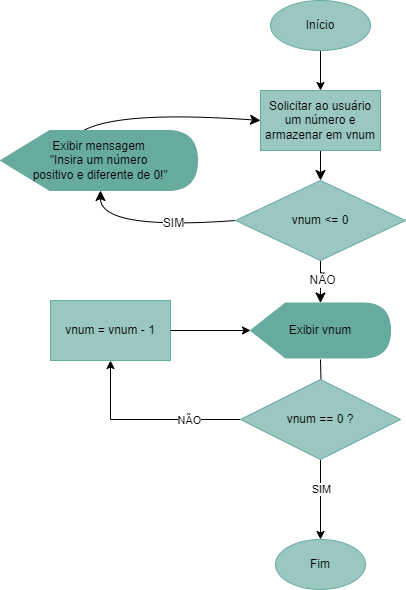 Início
Solicitar ao usuário
um número e
armazenar em vnum
Exibir mensagem
"Insira um número
positivo e diferente de 0!"
vnum <= 0
SIM
NÃO
vnum = vnum - 1
Exibir vnum
vnum == 0 ?
NÃO
SIM
Fim